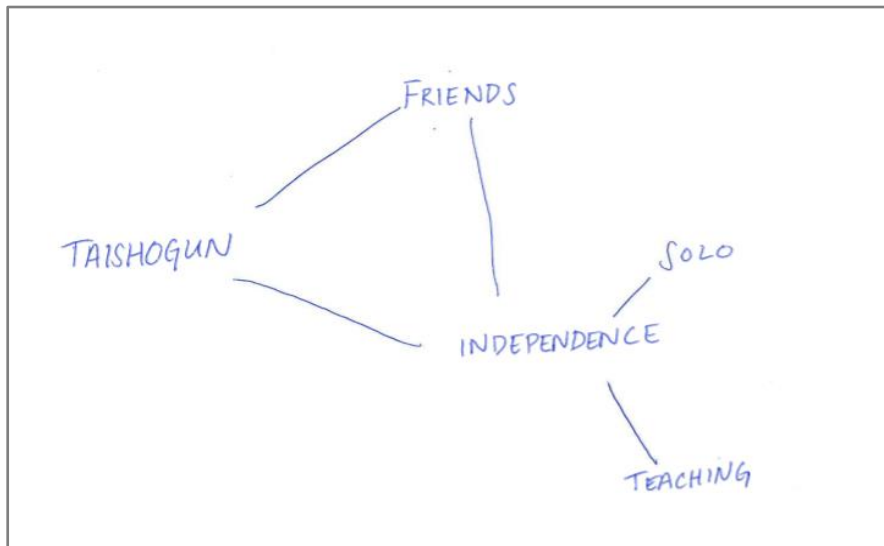 FRIENDS
TAISHOGUN
SOLO
INDEPENDENCE
TEACHING